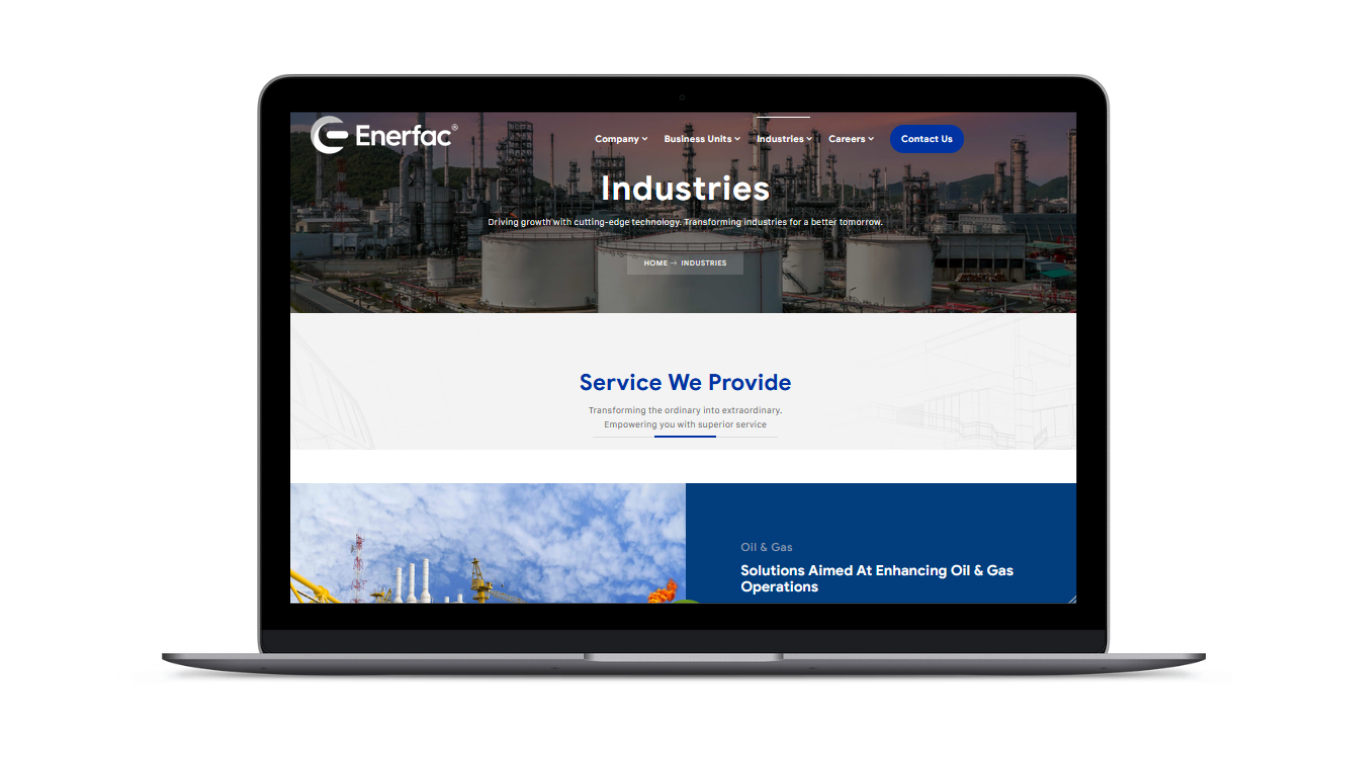 Enerfac®
Company
Business Units
Industries
Careers
Contact Us
Industries
Driving growth with cutting-edge technology. Transforming industries for a better tomorrow.
HOME → INDUSTRIES
Service We Provide
Transforming the ordinary into extraordinary.
Empowering you with superior service
Oil & Gas
Solutions Aimed At Enhancing Oil & Gas
Operations